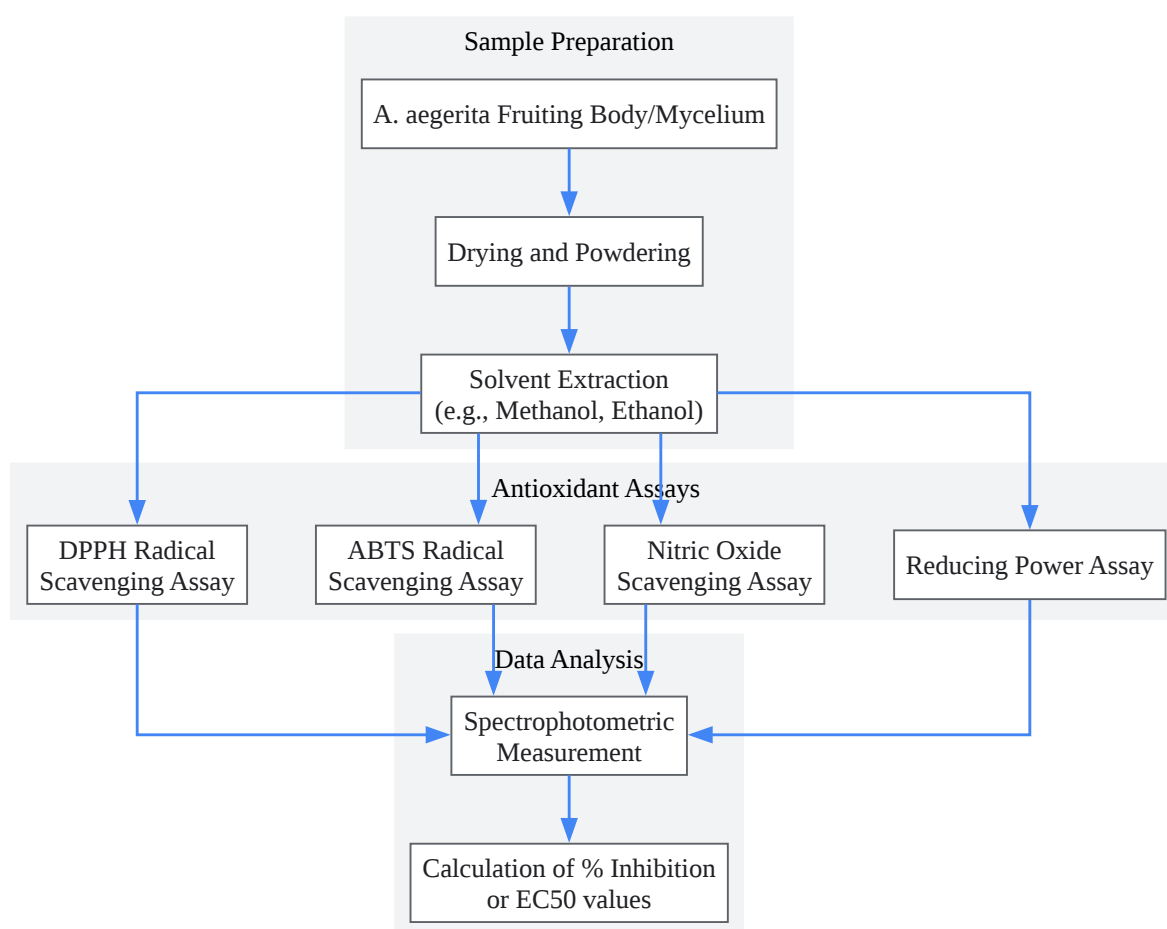 Sample Preparation
A. aegerita Fruiting Body/Mycelium
Drying and Powdering
Solvent Extraction
(e.g., Methanol, Ethanol)
Antioxidant Assays
DPPH Radical
Scavenging Assay
ABTS Radical
Scavenging Assay
Nitric Oxide
Scavenging Assay
Reducing Power Assay
Data Analysis
Spectrophotometric
Measurement
Calculation of % Inhibition
or EC50 values